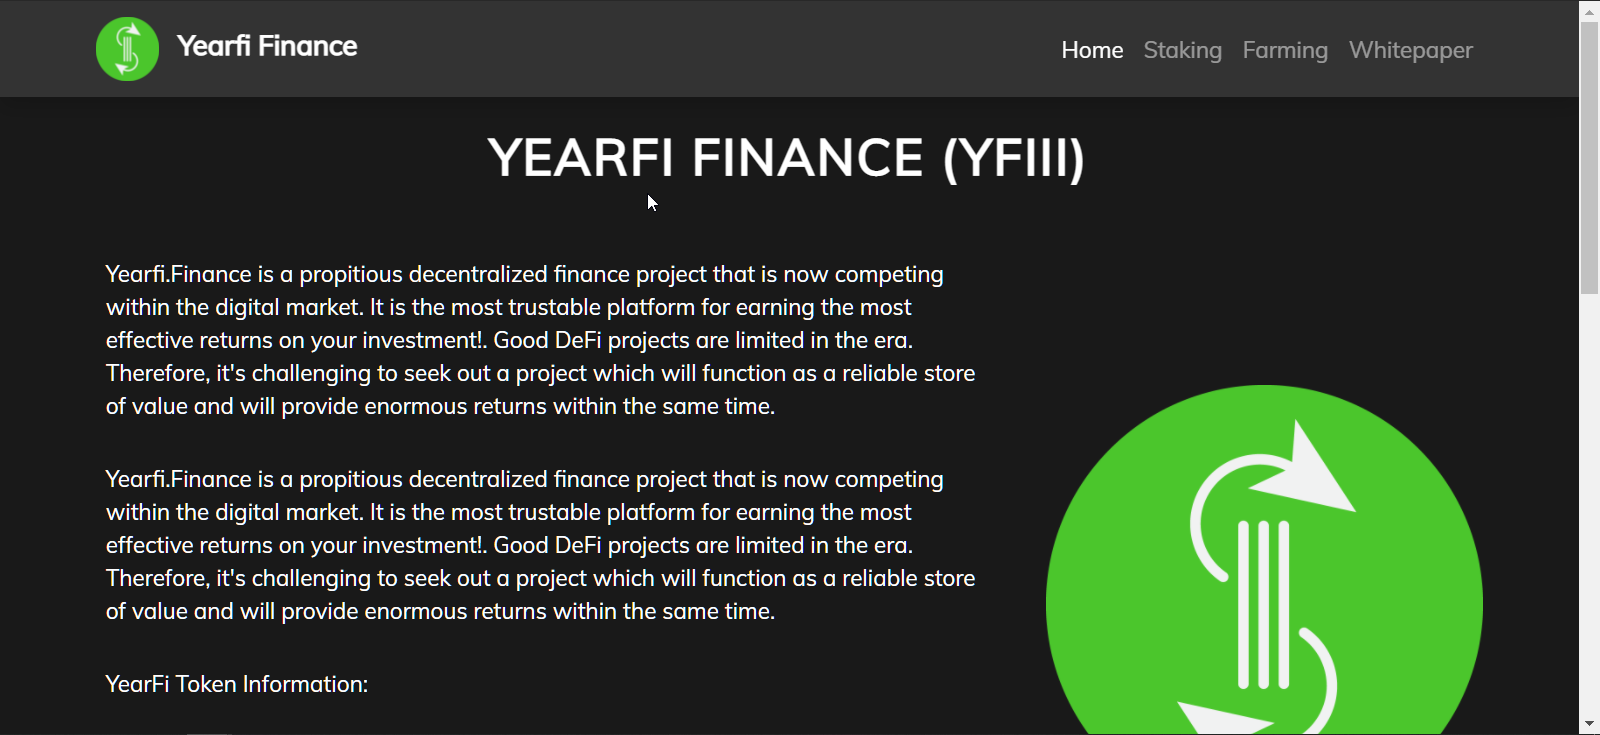 Yearfi Finance
Home Staking Farming Whitepaper
YEARFI FINANCE (YFIII)
Yearfi.Finance is a propitious decentralized finance project that is now competing
within the digital market. It is the most trustable platform for earning the most
effective returns on your investment!. Good DeFi projects are limited in the era.
Therefore, it's challenging to seek out a project which will function as a reliable store
of value and will provide enormous returns within the same time.
Yearfi.Finance is a propitious decentralized finance project that is now competing
within the digital market. It is the most trustable platform for earning the most
effective returns on your investment!. Good DeFi projects are limited in the era.
Therefore, it's challenging to seek out a project which will function as a reliable store
of value and will provide enormous returns within the same time.
YearFi Token Information: